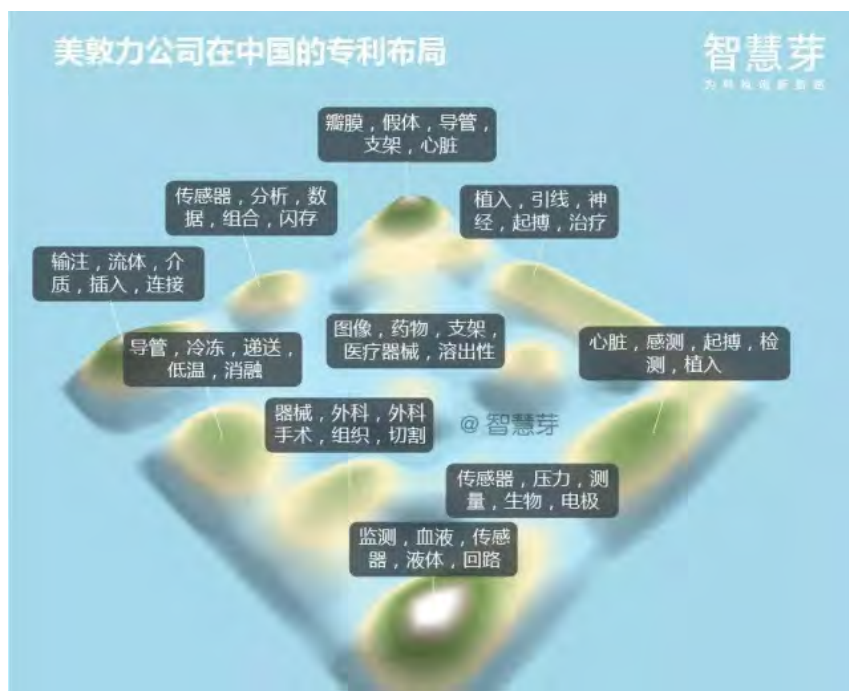 美敦力公司在中国的专利布局
智慧芽
瓣膜，假体，导管，
支架，心脏
传感器，分析，数
据，组合，闪存
植入，引线，神
经，起搏，治疗
输注，流体，介
质，插入，连接
图像，药物，支架，
医疗器械，溶出性
心脏，感测，起搏，检
测，植入
导管，冷冻，递送，
低温，消融
器械，外科，外科
手术，组织，切割
@ 智慧芽
传感器，压力，测
量，生物，电极
监测，血液，传感
器，液体，回路